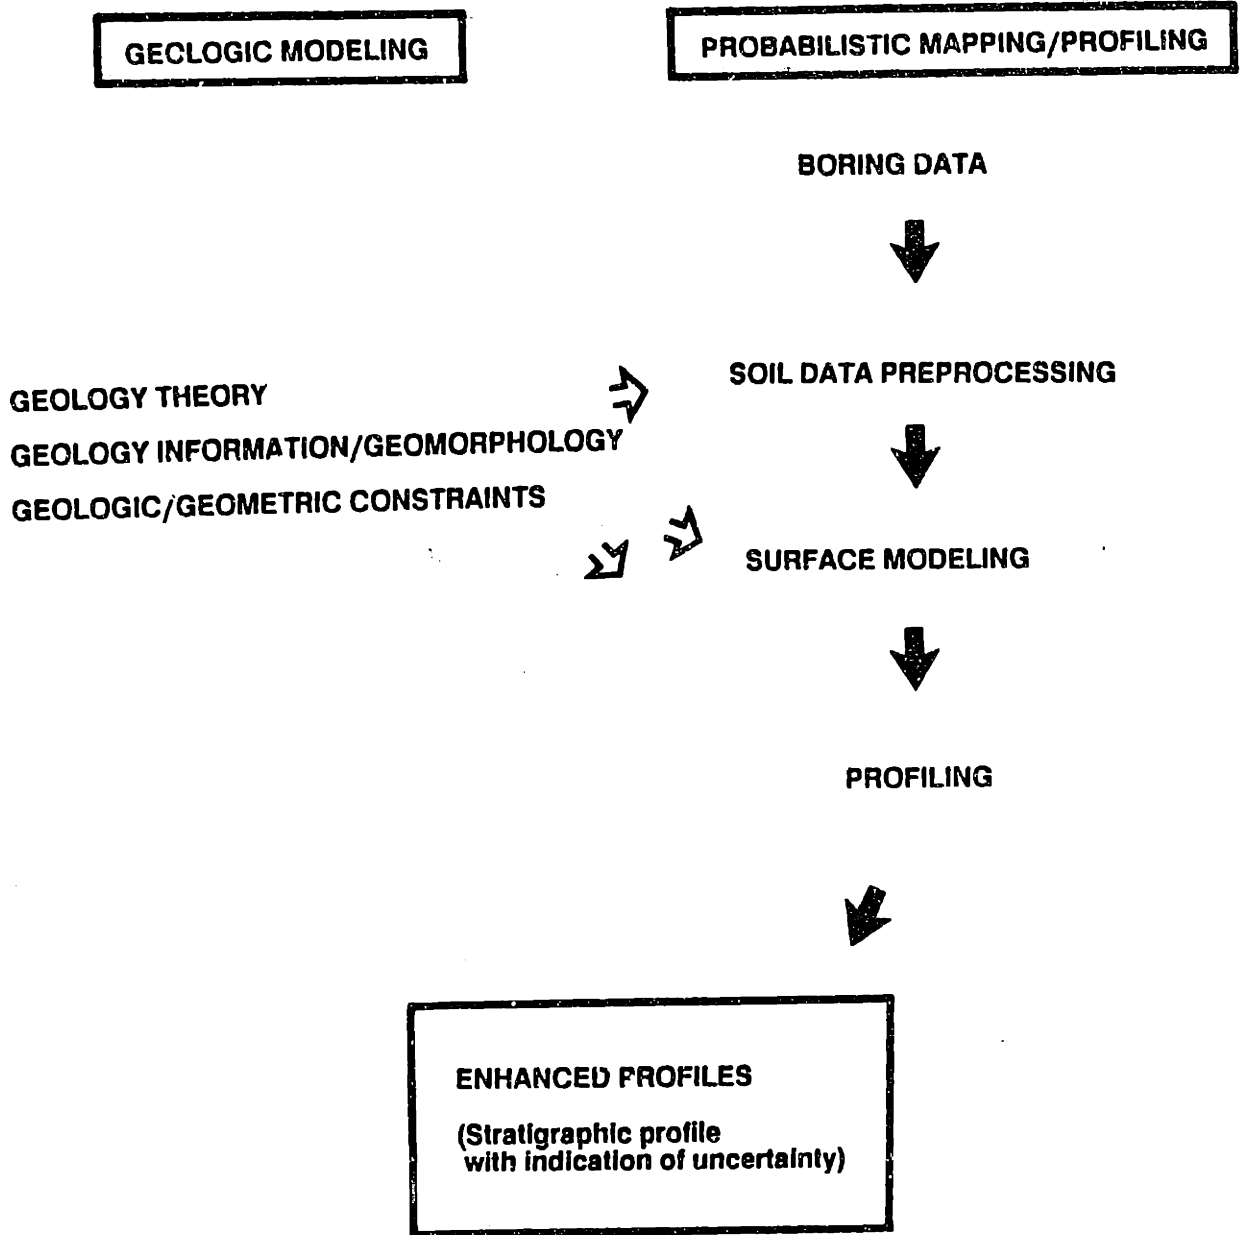 GEOLOGIC MODELING
PROBABILISTIC MAPPING/PROFILING
BORING DATA
SOIL DATA PREPROCESSING
GEOLOGY THEORY
GEOLOGY INFORMATION/GEOMORPHOLOGY
GEOLOGIC/GEOMETRIC CONSTRAINTS
SURFACE MODELING
PROFILING
ENHANCED PROFILES
(Stratigraphic profile
with indication of uncertainty)